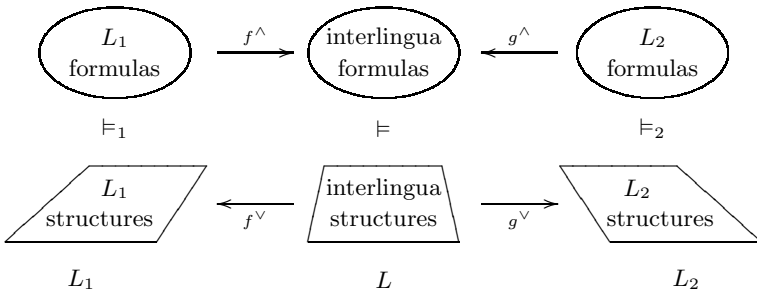 L₁ formulas f^∧ interlingua formulas g^∧ L₂ formulas
⊨₁ ⊨ ⊨₂
L₁ structures f^∨ interlingua structures g^∨ L₂ structures
L₁ L L₂